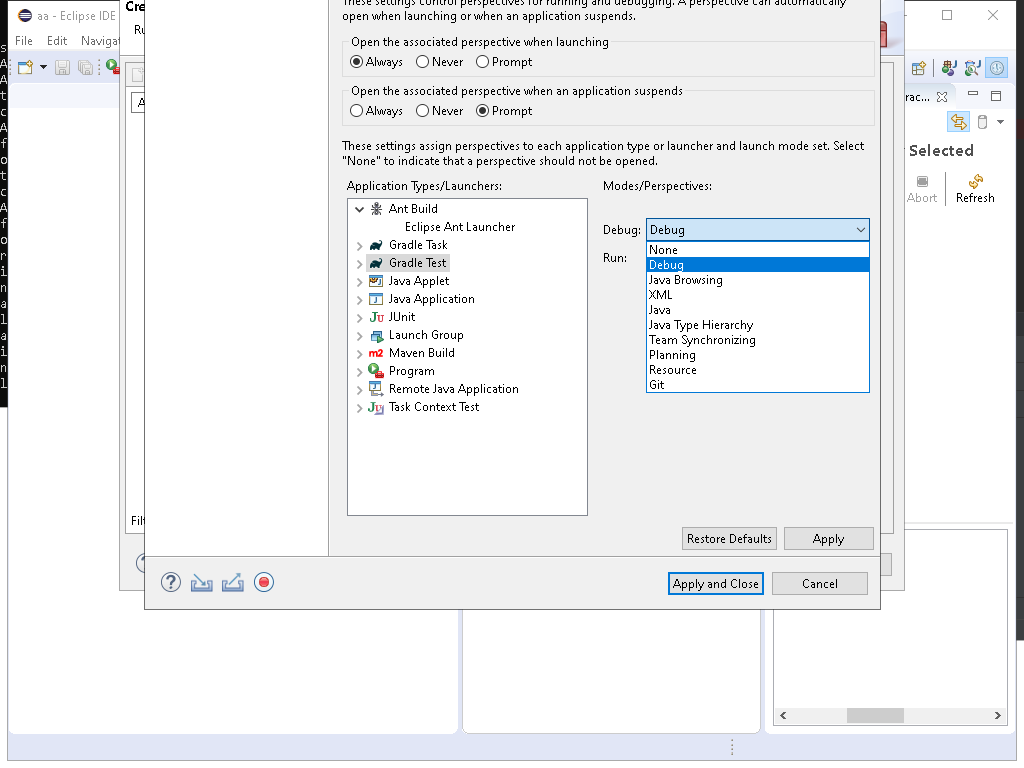 aa - Eclipse IDE
Cre
These settings control perspectives for running and debugging. A perspective can automatically
open when launching or when an application suspends.
File Edit Navigat
Ru
Open the associated perspective when launching
Always Never Prompt
Open the associated perspective when an application suspends
Always Never Prompt
rac...
These settings assign perspectives to each application type or launcher and launch mode set. Select
"None" to indicate that a perspective should not be opened.
Selected
Abort Refresh
Application Types/Launchers:
Modes/Perspectives:
Ant Build
Eclipse Ant Launcher
Gradle Task
Gradle Test
Java Applet
Java Application
JUnit
Launch Group
Maven Build
Program
Remote Java Application
Task Context Test
Debug: Debug
Run:
None
Debug
Java Browsing
XML
Java
Java Type Hierarchy
Team Synchronizing
Planning
Resource
Git
Filt
Restore Defaults Apply
Apply and Close Cancel